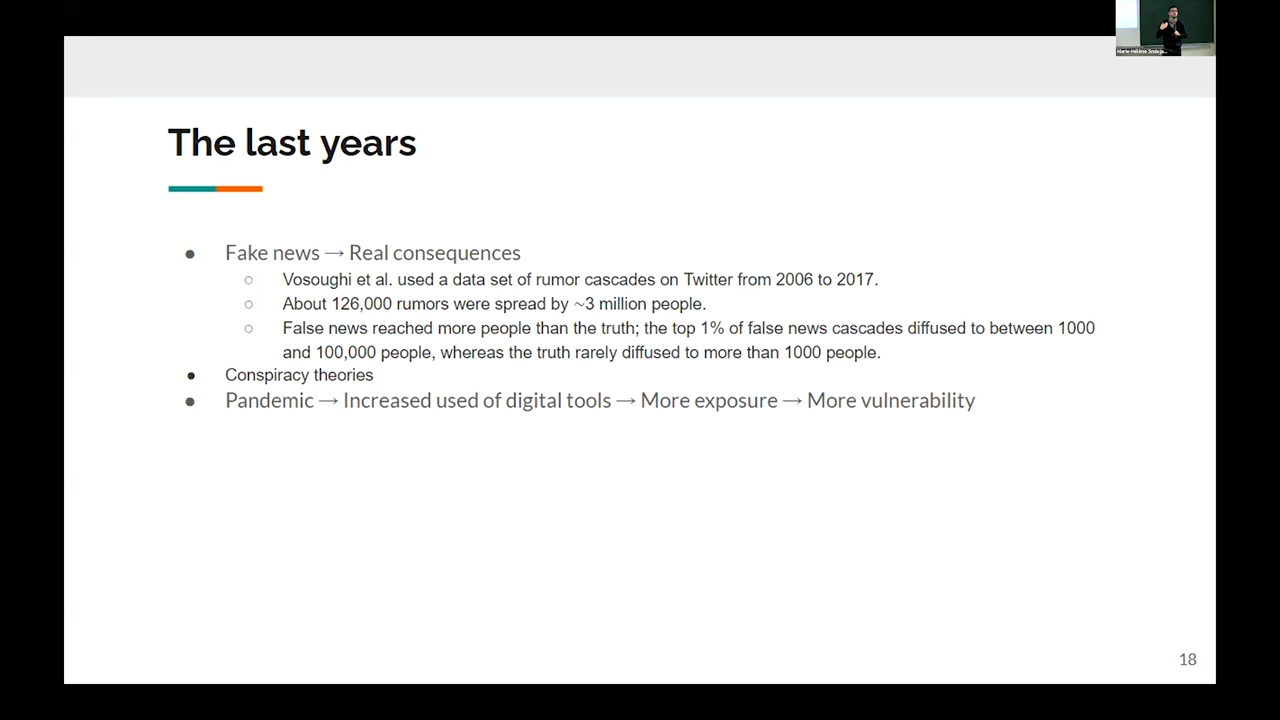 The last years
● Fake news → Real consequences
○ Vosoughi et al. used a data set of rumor cascades on Twitter from 2006 to 2017.
○ About 126,000 rumors were spread by ~3 million people.
○ False news reached more people than the truth; the top 1% of false news cascades diffused to between 1000
and 100,000 people, whereas the truth rarely diffused to more than 1000 people.
● Conspiracy theories
● Pandemic → Increased used of digital tools → More exposure → More vulnerability
18